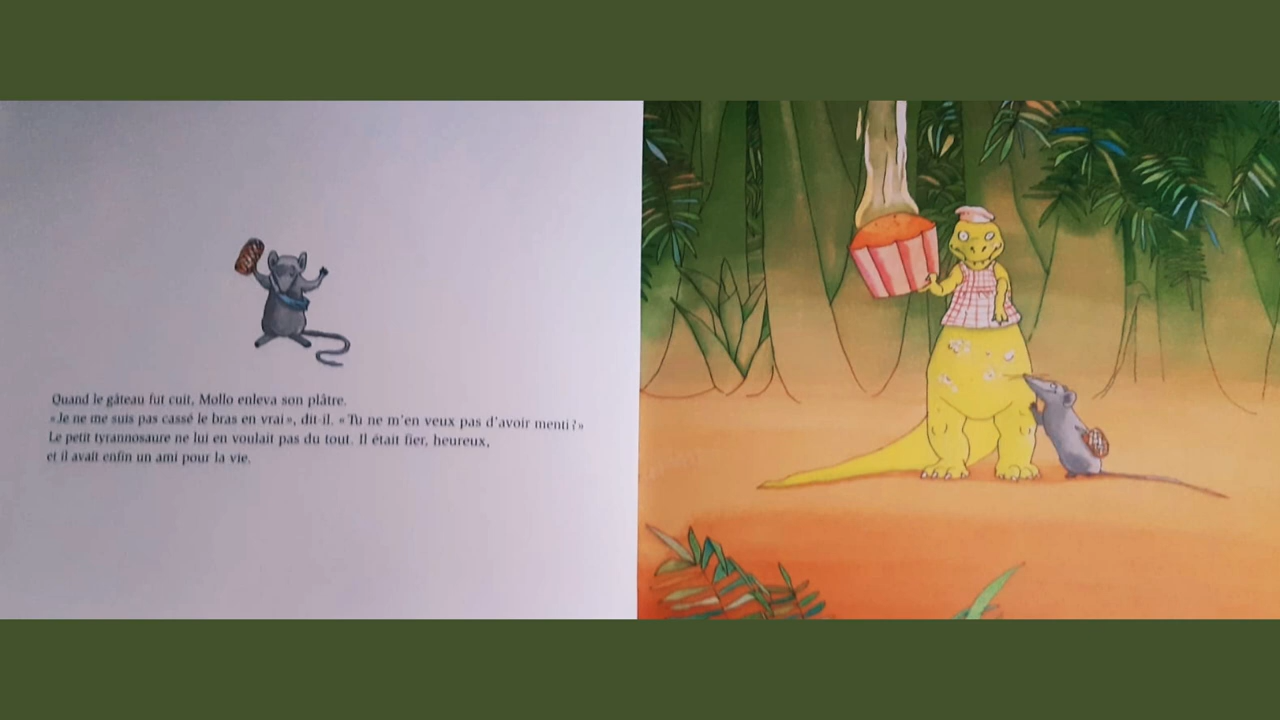 Quand le gâteau fut cuit, Mollo enleva son plâtre.
«Je ne me suis pas cassé le bras en vrai», dit-il. «Tu ne m'en veux pas d'avoir menti?»
Le petit tyrannosaure ne lui en voulait pas du tout. Il était fier, heureux,
et il avait enfin un ami pour la vie.